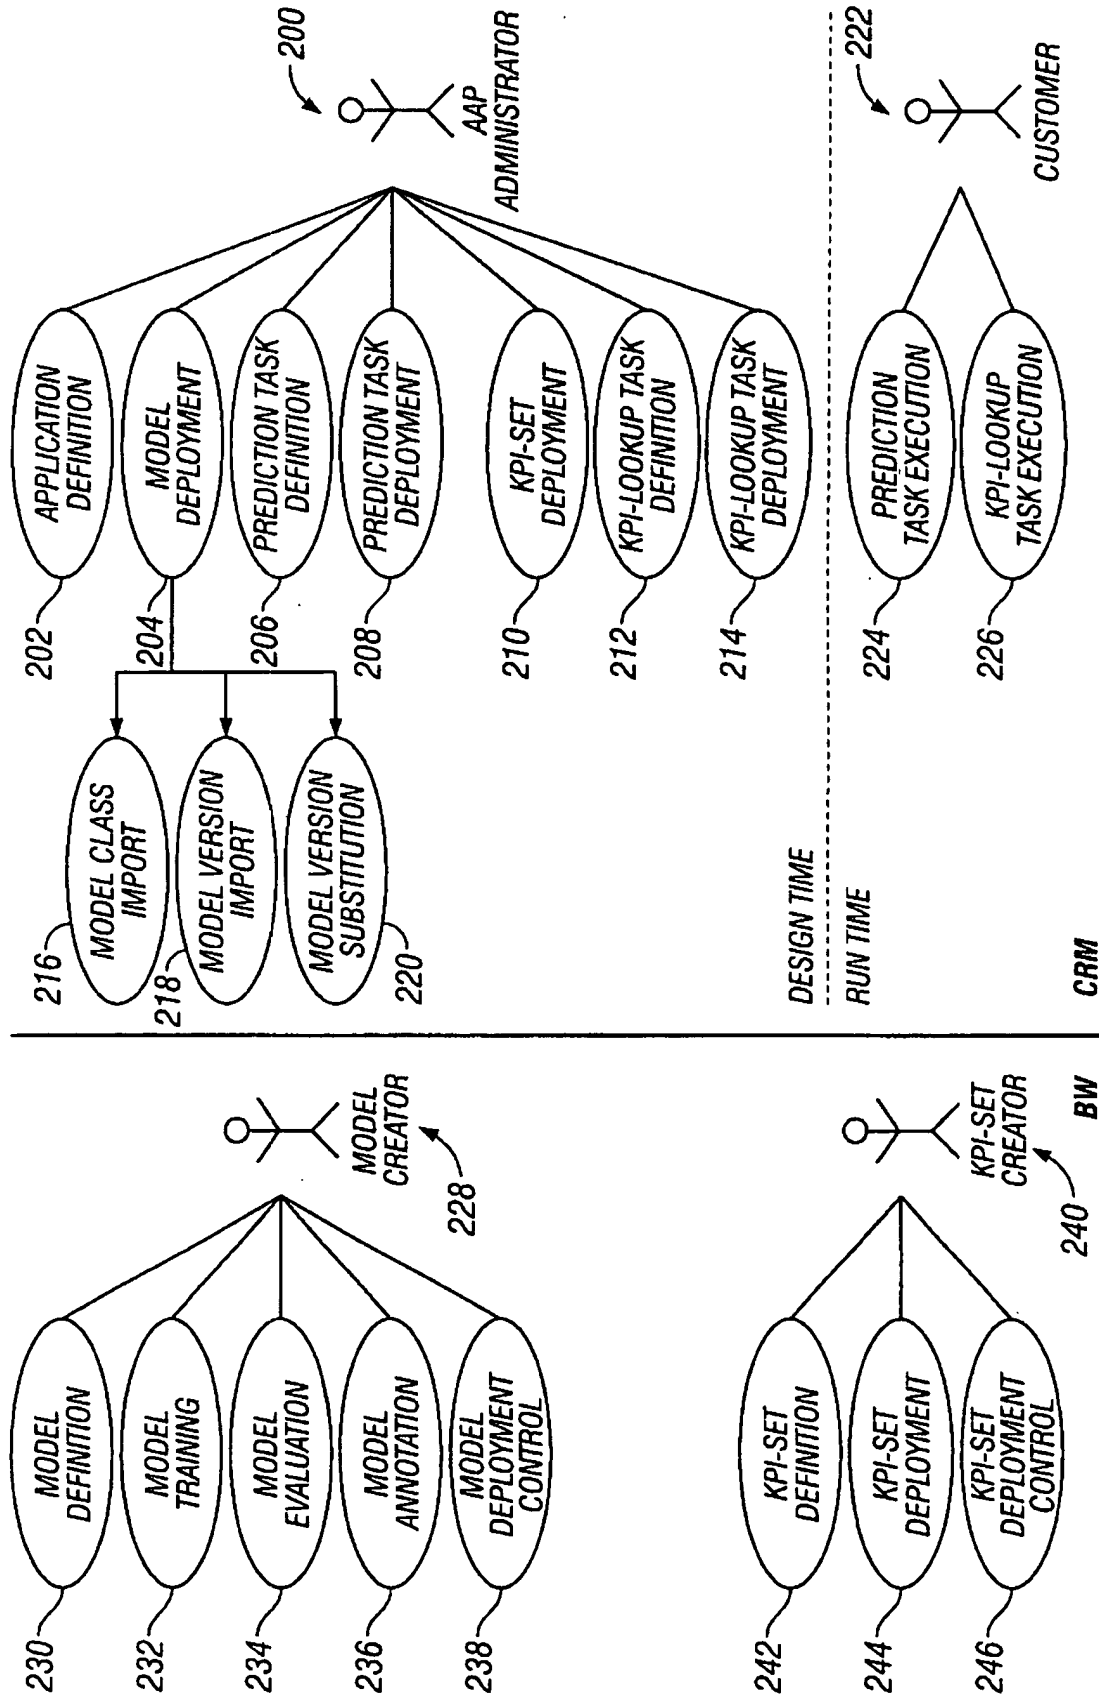 230
MODEL
DEFINITION
232
MODEL
TRAINING
234
MODEL
EVALUATION
236
MODEL
ANNOTATION
238
MODEL
DEPLOYMENT
CONTROL
MODEL
CREATOR
228
242
KPI-SET
DEFINITION
244
KPI-SET
DEPLOYMENT
246
KPI-SET
DEPLOYMENT
CONTROL
KPI-SET
CREATOR
240
BW
216
MODEL CLASS
IMPORT
218
MODEL VERSION
IMPORT
220
MODEL VERSION
SUBSTITUTION
202
APPLICATION
DEFINITION
204
MODEL
DEPLOYMENT
206
PREDICTION TASK
DEFINITION
208
PREDICTION TASK
DEPLOYMENT
210
KPI-SET
DEPLOYMENT
212
KPI-LOOKUP TASK
DEFINITION
214
KPI-LOOKUP TASK
DEPLOYMENT
200
AAP
ADMINISTRATOR
DESIGN TIME
RUN TIME
224
PREDICTION
TASK EXECUTION
226
KPI-LOOKUP
TASK EXECUTION
222
CUSTOMER
CRM